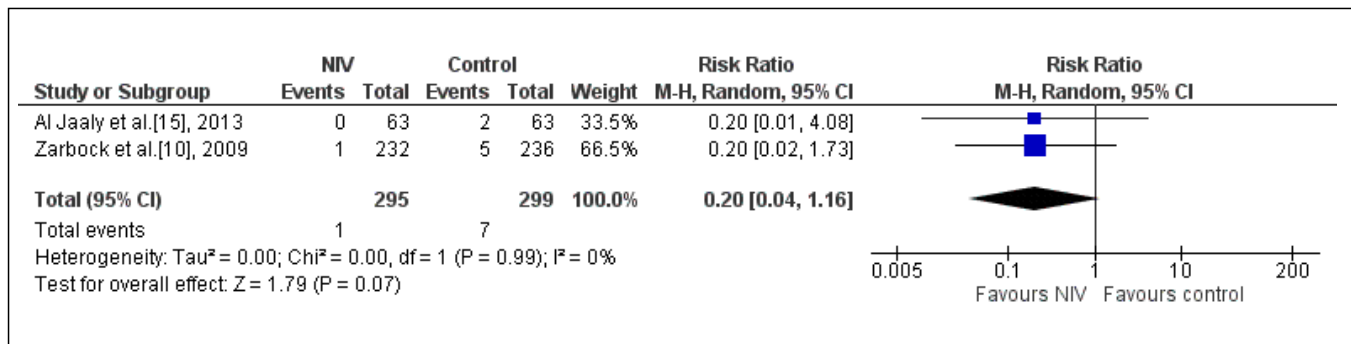 NIV Control Risk Ratio Risk Ratio
Study or Subgroup Events Total Events Total Weight M-H, Random, 95% CI M-H, Random, 95% CI
Al Jaaly et al.[15], 2013 0 63 2 63 33.5% 0.20 [0.01, 4.08]
Zarbock et al.[10], 2009 1 232 5 236 66.5% 0.20 [0.02, 1.73]
Total (95% CI) 295 299 100.0% 0.20 [0.04, 1.16]
Total events 1 7
Heterogeneity: Tau² = 0.00; Chi² = 0.00, df = 1 (P = 0.99); I² = 0%
Test for overall effect: Z = 1.79 (P = 0.07)
0.005 0.1 1 10 200
Favours NIV Favours control